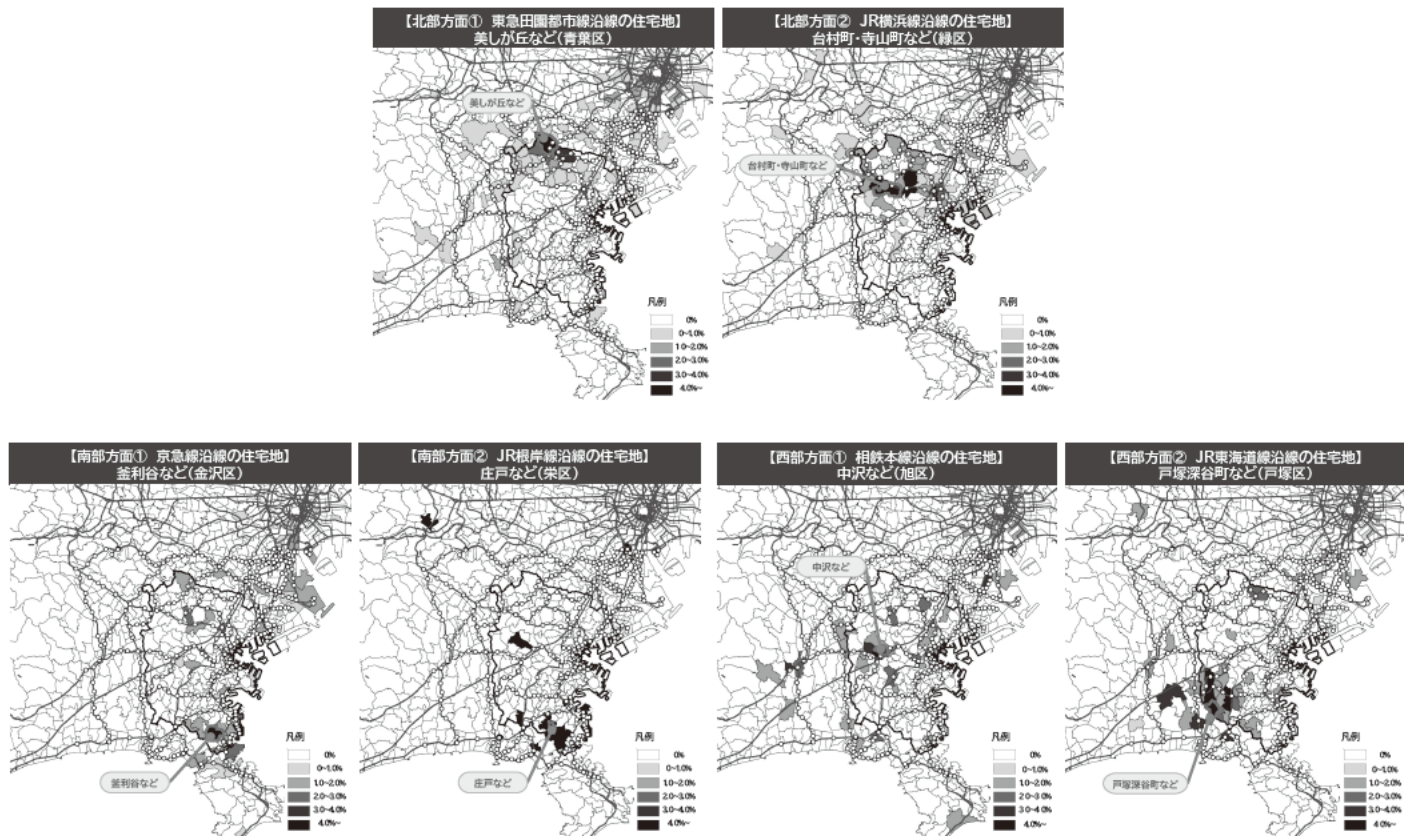 【北部方面① 東急田園都市線沿線の住宅地】
美しが丘など(青葉区)
美しが丘など
凡例
0%
0~1.0%
1.0~2.0%
2.0~3.0%
3.0~4.0%
4.0%~
【北部方面② JR横浜線沿線の住宅地】
台村町・寺山町など(緑区)
台村町・寺山町など
凡例
0%
0~1.0%
1.0~2.0%
2.0~3.0%
3.0~4.0%
4.0%~
【南部方面① 京急線沿線の住宅地】
釜利谷など(金沢区)
釜利谷など
凡例
0%
0~1.0%
1.0~2.0%
2.0~3.0%
3.0~4.0%
4.0%~
【南部方面② JR根岸線沿線の住宅地】
庄戸など(栄区)
庄戸など
凡例
0%
0~1.0%
1.0~2.0%
2.0~3.0%
3.0~4.0%
4.0%~
【西部方面① 相鉄本線沿線の住宅地】
中沢など(旭区)
中沢など
凡例
0%
0~1.0%
1.0~2.0%
2.0~3.0%
3.0~4.0%
4.0%~
【西部方面② JR東海道線沿線の住宅地】
戸塚深谷町など(戸塚区)
戸塚深谷町など
凡例
0%
0~1.0%
1.0~2.0%
2.0~3.0%
3.0~4.0%
4.0%~